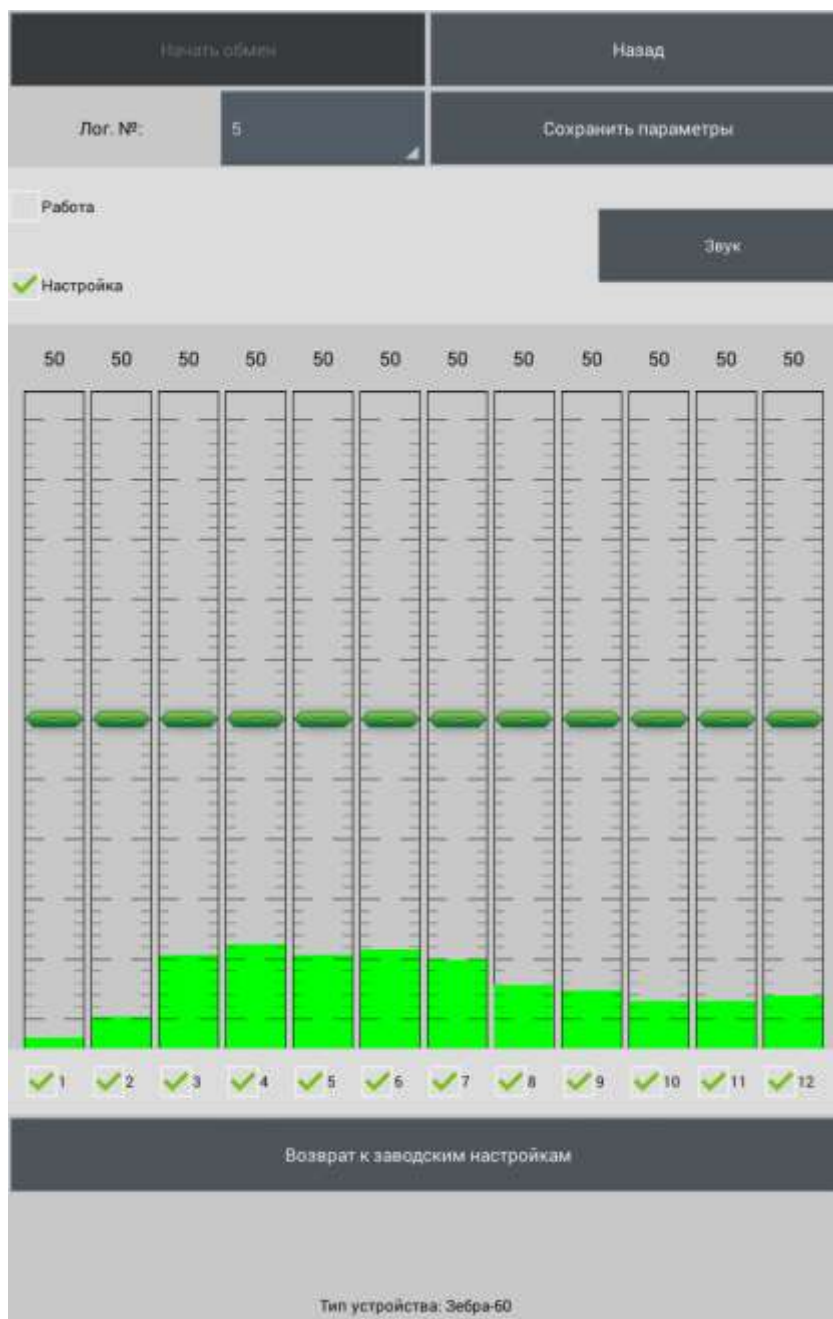 Начать обмен
Назад
Лог. №:
5
Сохранить параметры
Работа
Звук
Настройка
50 50 50 50 50 50 50 50 50 50 50 50
1 2 3 4 5 6 7 8 9 10 11 12
Возврат к заводским настройкам
Тип устройства: Зебра-60